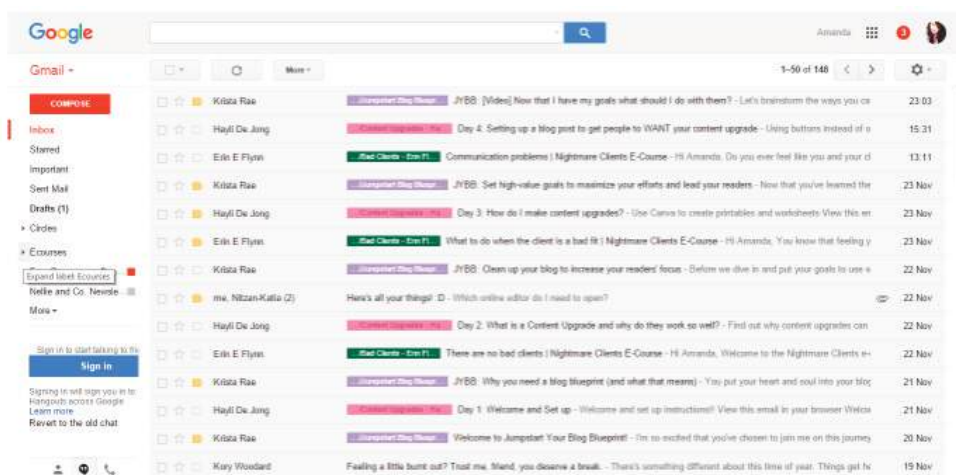 Google
Amanda
3
Gmail
More
1–50 of 148
COMPOSE
Inbox
Starred
Important
Sent Mail
Drafts (1)
Circles
Ecourses
Expand label Ecourses
Nellie and Co. Newsle
More
Sign in to start talking to fri
Sign in
Signing in will sign you in to
Hangouts across Google
Learn more
Revert to the old chat
Krista Rae JYBB: [Video] Now that I have my goals what should I do with them? - Let's brainstorm the ways you ca 23:03
Hayli De Jong Day 4: Setting up a blog post to get people to WANT your content upgrade - Using buttons instead of a 15:31
Erin E Flynn /Bad Clients - Erin Fl... Communication problems | Nightmare Clients E-Course - Hi Amanda, Do you ever feel like you and your cl 13:11
Krista Rae JYBB: Set high-value goals to maximize your efforts and lead your readers - Now that you've learned the 23 Nov
Hayli De Jong Day 3: How do I make content upgrades? - Use Canva to create printables and worksheets View this em 23 Nov
Erin E Flynn /Bad Clients - Erin Fl... What to do when the client is a bad fit | Nightmare Clients E-Course - Hi Amanda, You know that feeling y 23 Nov
Krista Rae JYBB: Clean up your blog to increase your readers' focus - Before we dive in and put your goals to use a 22 Nov
me, Nitzan-Katia (2) Here's all your things! :D - Which online editor do I need to open? 22 Nov
Hayli De Jong Day 2: What is a Content Upgrade and why do they work so well? - Find out why content upgrades can 22 Nov
Erin E Flynn /Bad Clients - Erin Fl... There are no bad clients | Nightmare Clients E-Course - Hi Amanda, Welcome to the Nightmare Clients e- 22 Nov
Krista Rae JYBB: Why you need a blog blueprint (and what that means) - You put your heart and soul into your blog 21 Nov
Hayli De Jong Day 1: Welcome and Set up - Welcome and set up instructions!! View this email in your browser Welcor 21 Nov
Krista Rae Welcome to Jumpstart Your Blog Blueprint! - I'm so excited that you've chosen to join me on this journey 20 Nov
Kory Woodard Feeling a little burnt out? Trust me, friend, you deserve a break. - There's something different about this time of year. Things get he 19 Nov